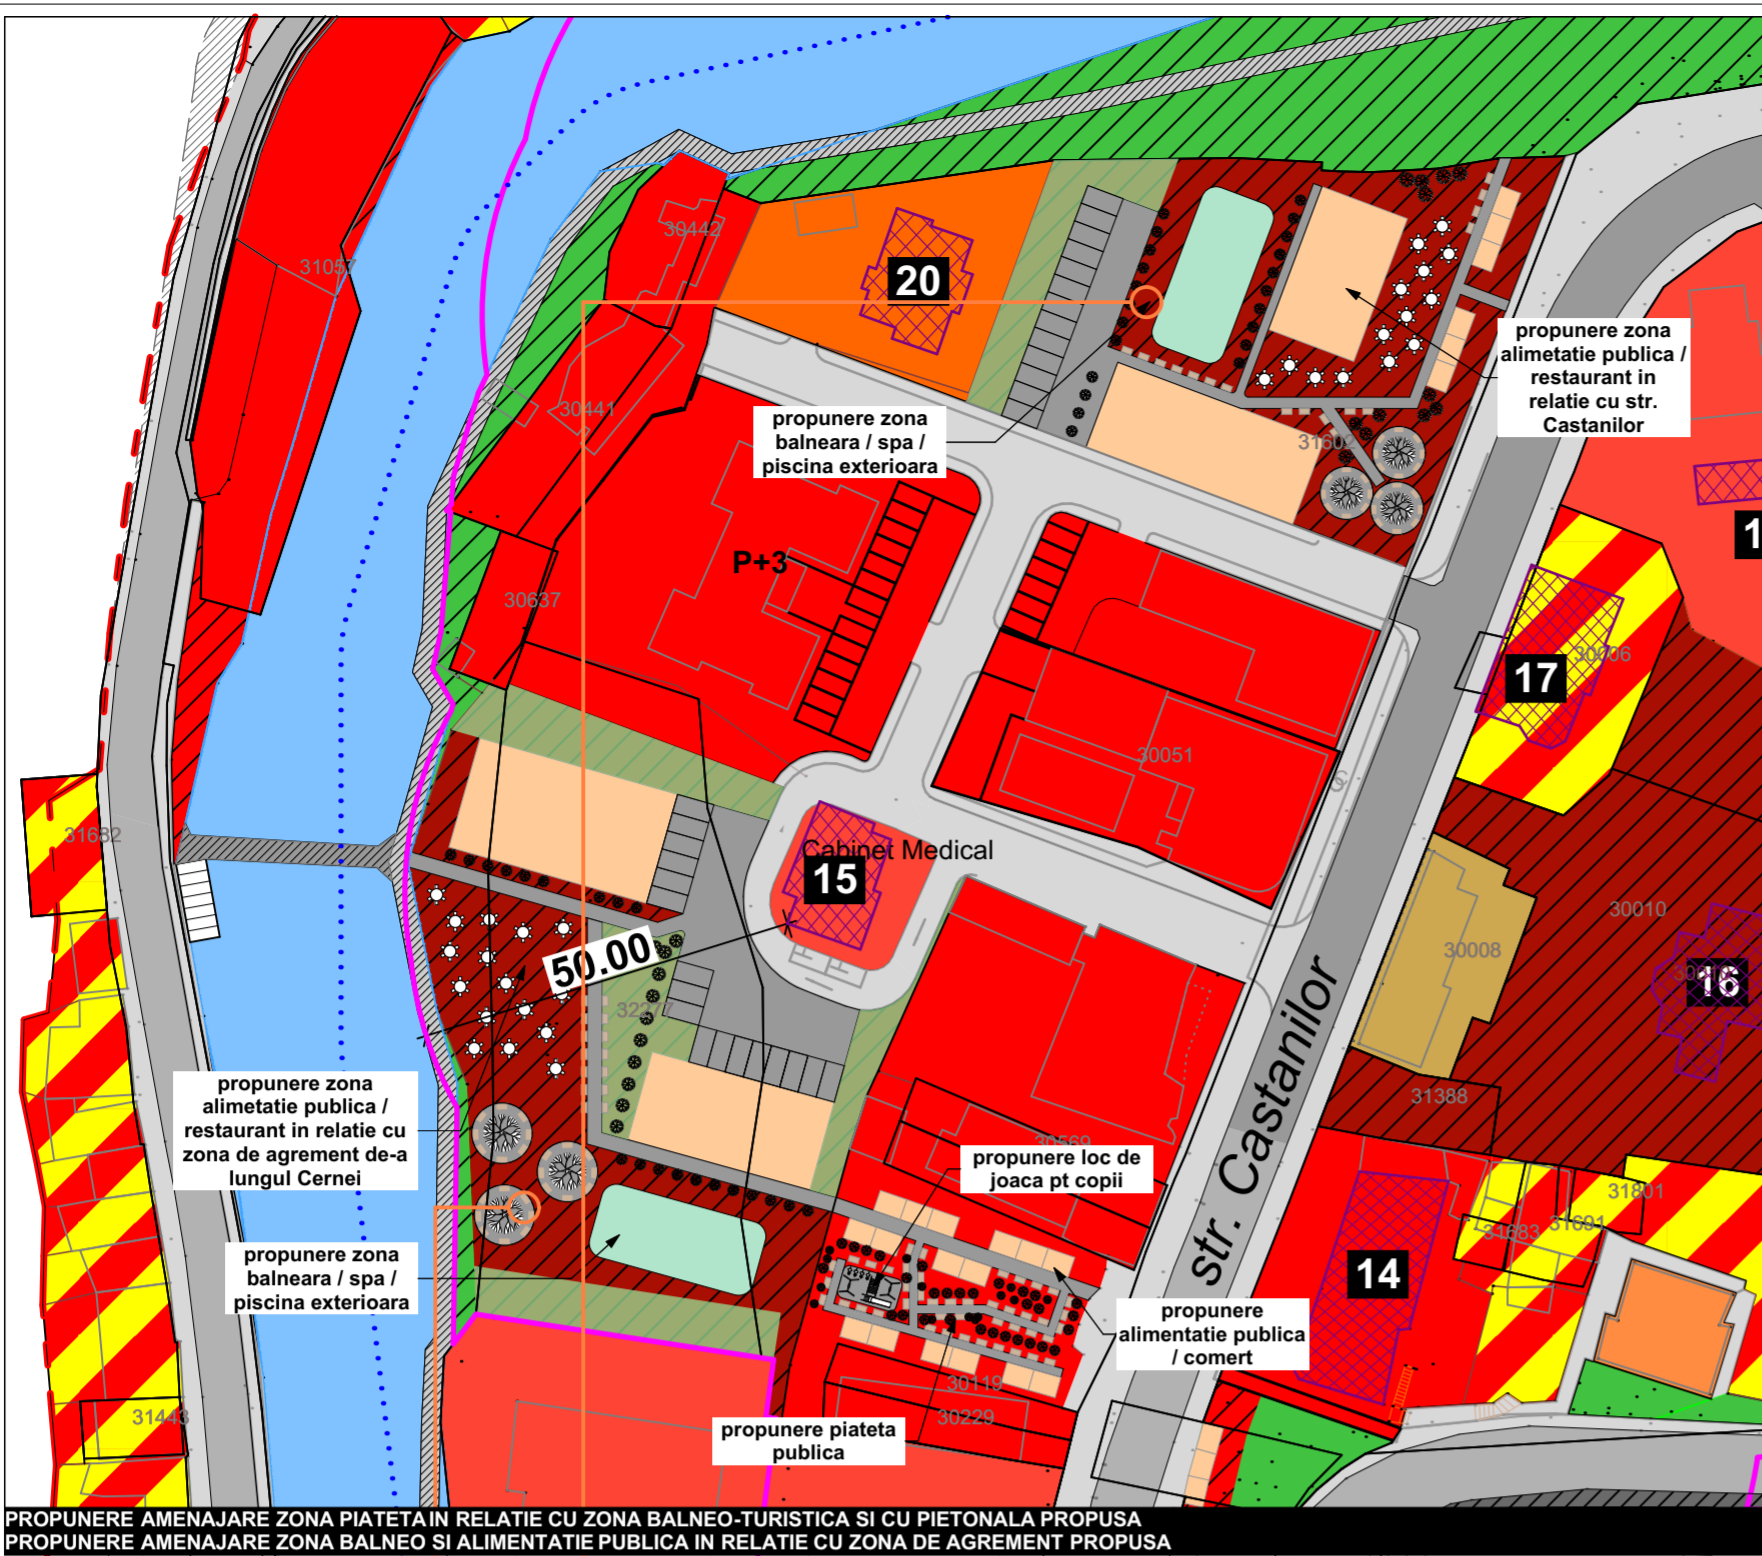 31057
30442
20
propunere zona
alimetatie publica /
restaurant in
relatie cu str.
Castanilor
30441
propunere zona
balneara / spa /
piscina exterioara
31602
1
P+3
30637
17
30006
30051
31682
Cabinet Medical
15
30010
30008
50.00
16
32277
31388
str. Castanilor
propunere zona
alimetatie publica /
restaurant in relatie cu
zona de agrement de-a
lungul Cernei
30569
propunere loc de
joaca pt copii
31801
31691
31683
propunere zona
balneara / spa /
piscina exterioara
14
propunere
alimentatie publica
/ comert
30119
30229
31443
propunere piateta
publica
PROPUNERE AMENAJARE ZONA PIATETA IN RELATIE CU ZONA BALNEO-TURISTICA SI CU PIETONALA PROPUSA
PROPUNERE AMENAJARE ZONA BALNEO SI ALIMENTATIE PUBLICA IN RELATIE CU ZONA DE AGREMENT PROPUSA